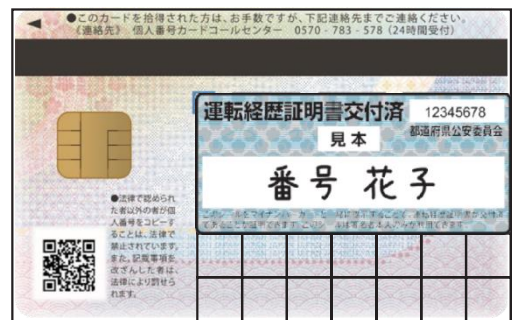 ●このカードを拾得された方は、お手数ですが、下記連絡先までご連絡ください。
《連絡先》 個人番号カードコールセンター 0570-783-578（24時間受付）
運転経歴証明書交付済 12345678
見本 都道府県公安委員会
番号 花子
●法律で認められ
た者以外の者が個
人番号をコピーす
ることは、法律で
禁止されています。
また、記載事項を
改ざんした者は、
法律により罰せら
れます。